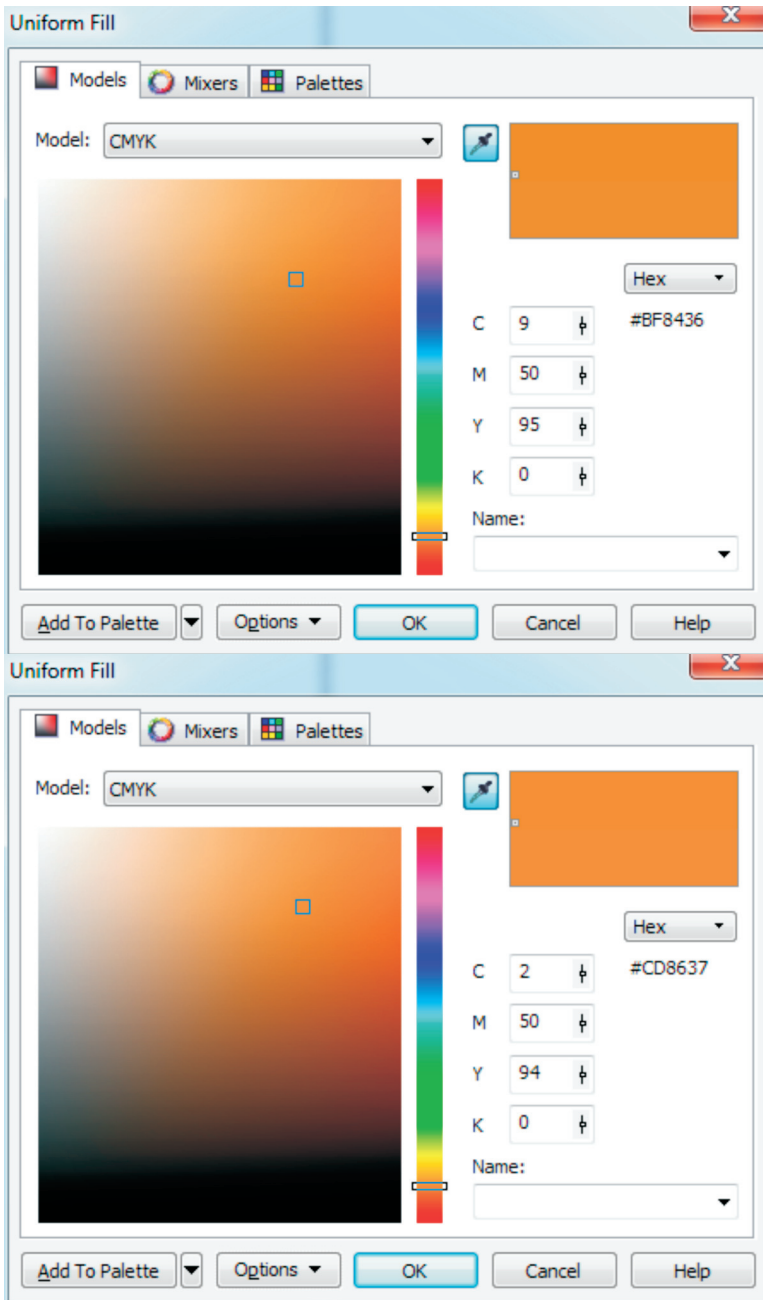 Uniform Fill
Models Mixers Palettes
Model: CMYK
Hex
C 9 #BF8436
M 50
Y 95
K 0
Name:
Add To Palette Options OK Cancel Help
Uniform Fill
Models Mixers Palettes
Model: CMYK
Hex
C 2 #CD8637
M 50
Y 94
K 0
Name:
Add To Palette Options OK Cancel Help